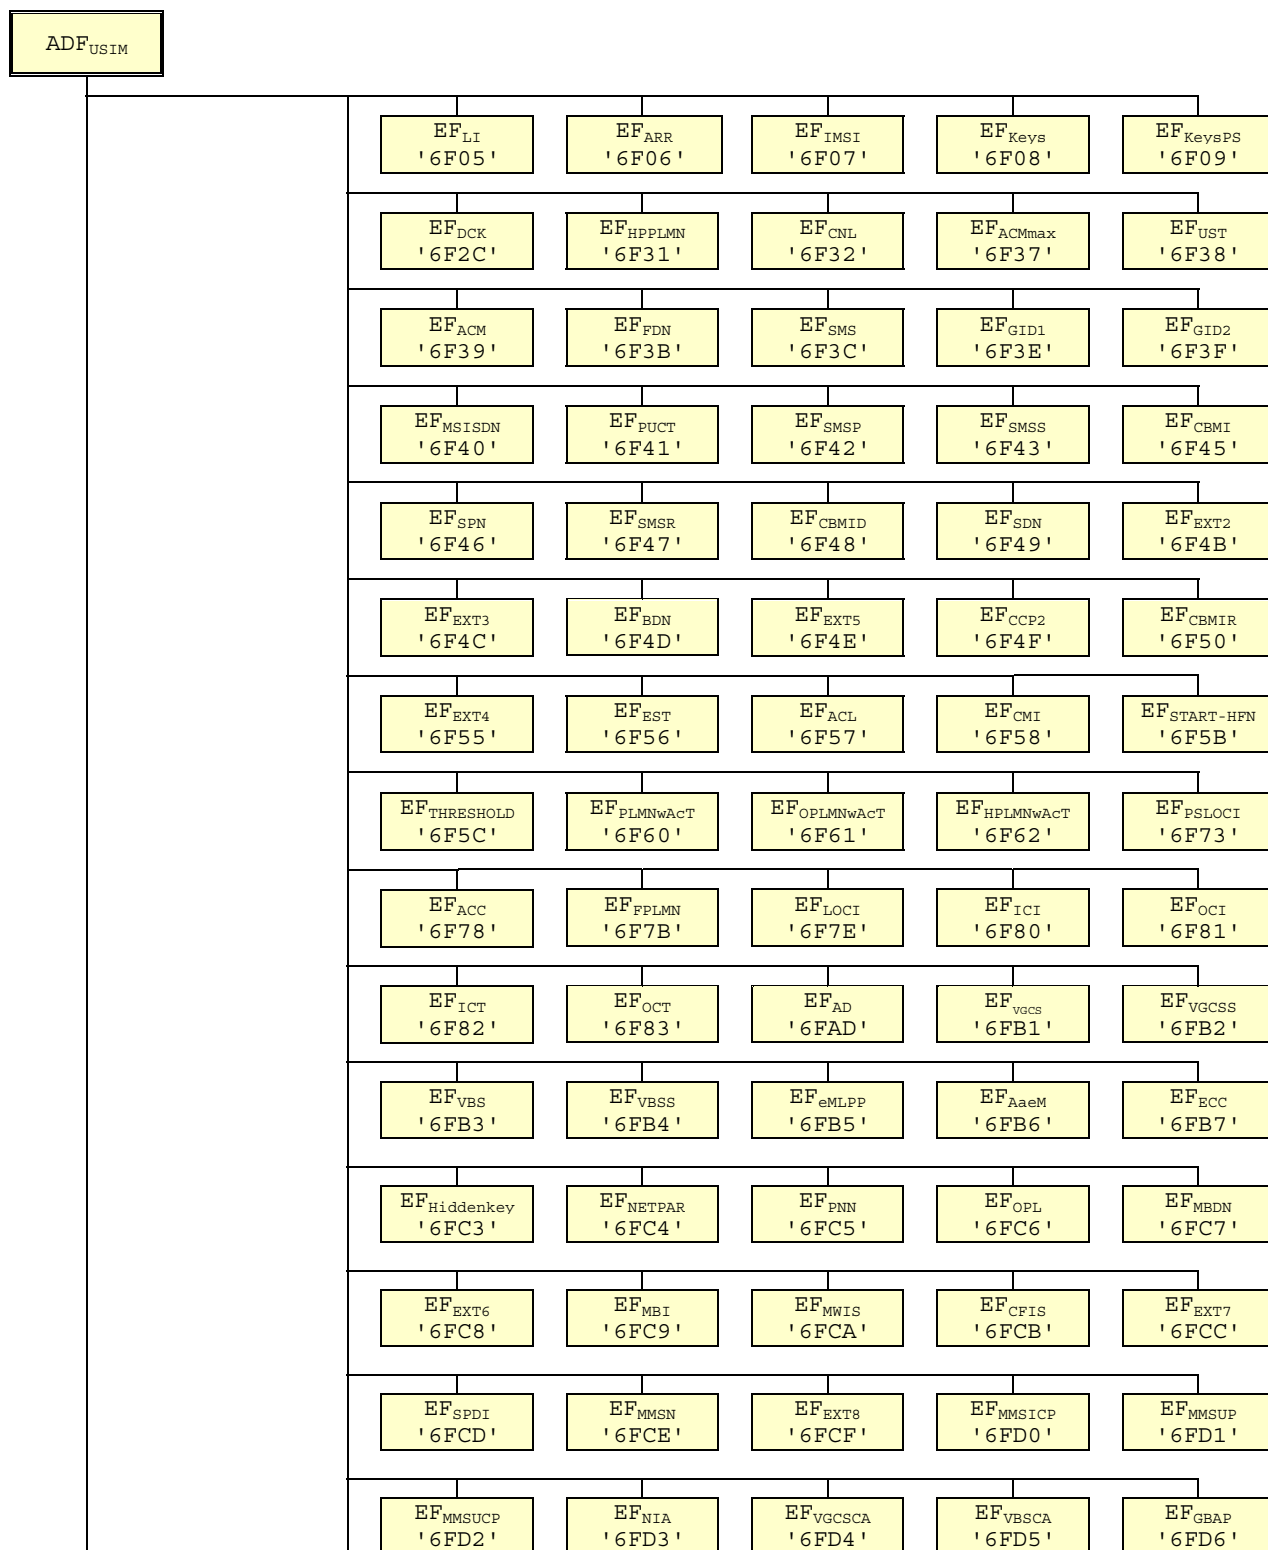 ADFUSIM
EFLI EFARR EFIMSI EFKeys EFKeysPS
'6F05' '6F06' '6F07' '6F08' '6F09'
EFDCK EFHPPLMN EFCNL EFACMmax EFUST
'6F2C' '6F31' '6F32' '6F37' '6F38'
EFACM EFFDN EFSMS EFGID1 EFGID2
'6F39' '6F3B' '6F3C' '6F3E' '6F3F'
EFMSISDN EFPUCT EFSMSP EFSMSS EFCBMI
'6F40' '6F41' '6F42' '6F43' '6F45'
EFSPN EFSMSR EFCBMID EFSDN EFEXT2
'6F46' '6F47' '6F48' '6F49' '6F4B'
EFEXT3 EFBDN EFEXT5 EFCCP2 EFCBMIR
'6F4C' '6F4D' '6F4E' '6F4F' '6F50'
EFEXT4 EFEST EFACL EFCMI EFSTART-HFN
'6F55' '6F56' '6F57' '6F58' '6F5B'
EFTHRESHOLD EFPLMNwAcT EFOPLMNwAcT EFHPLMNwAcT EFPSLOCI
'6F5C' '6F60' '6F61' '6F62' '6F73'
EFACC EFFPLMN EFLOCI EFICI EFOCI
'6F78' '6F7B' '6F7E' '6F80' '6F81'
EFICT EFOCT EFAD EFVGCS EFVGCSS
'6F82' '6F83' '6FAD' '6FB1' '6FB2'
EFVBS EFVBSS EFeMLPP EFAaeM EFECC
'6FB3' '6FB4' '6FB5' '6FB6' '6FB7'
EFHiddenkey EFNETPAR EFPNN EFOPL EFMBDN
'6FC3' '6FC4' '6FC5' '6FC6' '6FC7'
EFEXT6 EFMBI EFMWIS EFCFIS EFEXT7
'6FC8' '6FC9' '6FCA' '6FCB' '6FCC'
EFSPDI EFMMSN EFEXT8 EFMMSICP EFMMSUP
'6FCD' '6FCE' '6FCF' '6FD0' '6FD1'
EFMMSUCP EFNIA EFVGCSCA EFVBSCA EFGBAP
'6FD2' '6FD3' '6FD4' '6FD5' '6FD6'